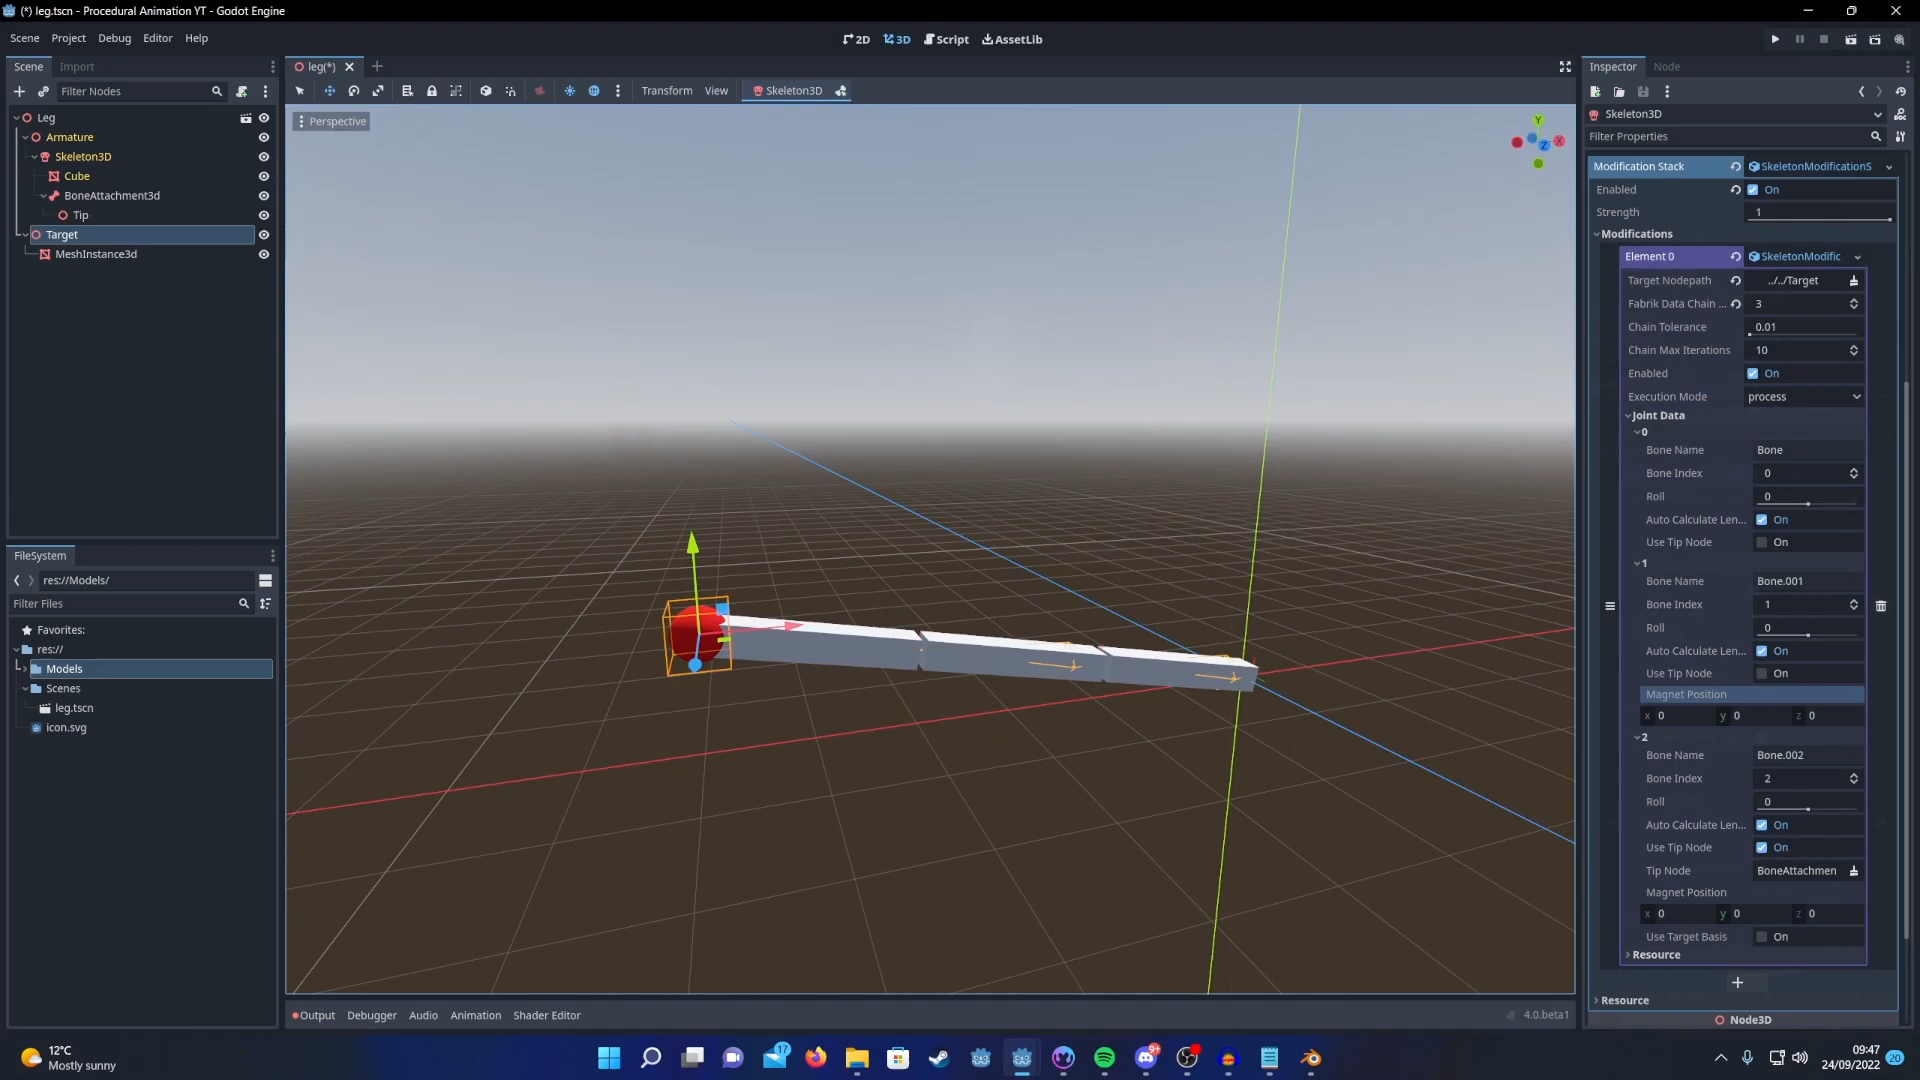 (*) leg.tscn - Procedural Animation YT - Godot Engine
Scene Project Debug Editor Help
2D 3D Script AssetLib
Scene Import
Filter Nodes
Leg
Armature
Skeleton3D
Cube
BoneAttachment3d
Tip
Target
MeshInstance3d
FileSystem
res://Models/
Filter Files
Favorites:
res://
Models
Scenes
leg.tscn
icon.svg
leg(*)
Transform View Skeleton3D
Perspective
Y
Z
X
Output Debugger Audio Animation Shader Editor
4.0.beta1
Inspector Node
Skeleton3D
Filter Properties
Modification Stack SkeletonModificationS
Enabled On
Strength 1
Modifications
Element 0 SkeletonModific
Target Nodepath ../../Target
Fabrik Data Chain ... 3
Chain Tolerance 0.01
Chain Max Iterations 10
Enabled On
Execution Mode process
Joint Data
0
Bone Name Bone
Bone Index 0
Roll 0
Auto Calculate Len... On
Use Tip Node On
1
Bone Name Bone.001
Bone Index 1
Roll 0
Auto Calculate Len... On
Use Tip Node On
Magnet Position
x 0 y 0 z 0
2
Bone Name Bone.002
Bone Index 2
Roll 0
Auto Calculate Len... On
Use Tip Node On
Tip Node BoneAttachmen
Magnet Position
x 0 y 0 z 0
Use Target Basis On
Resource
Resource
Node3D
12°C
Mostly sunny
17
9+
09:47
24/09/2022
20